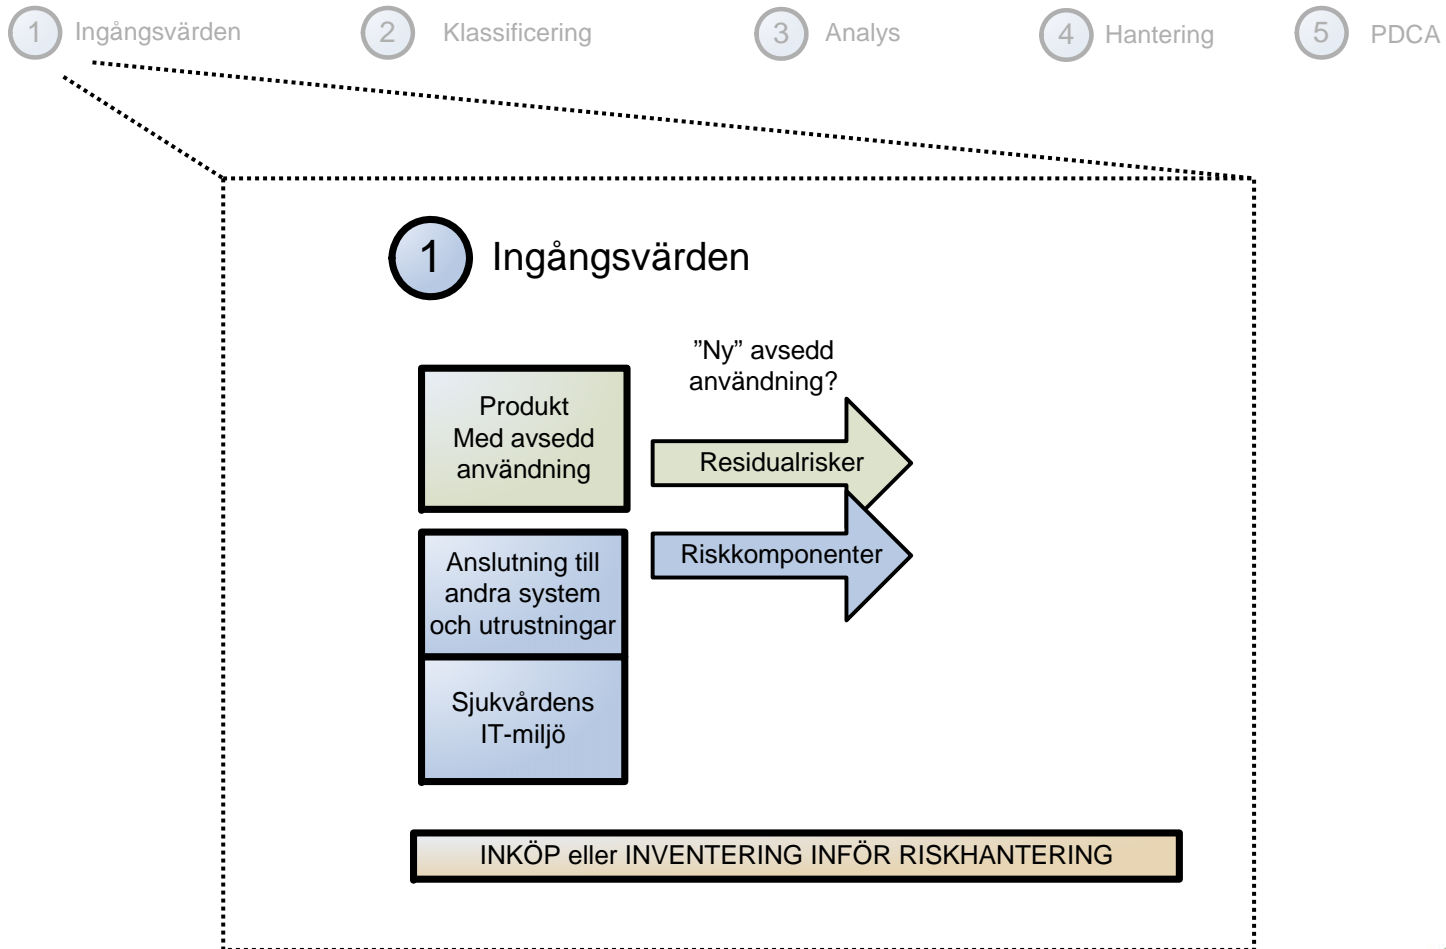 1 Ingångsvärden 2 Klassificering 3 Analys 4 Hantering 5 PDCA
1 Ingångsvärden
”Ny” avsedd
användning?
Produkt
Med avsedd
användning
Residualrisker
Anslutning till
andra system
och utrustningar
Riskkomponenter
Sjukvårdens
IT-miljö
INKÖP eller INVENTERING INFÖR RISKHANTERING